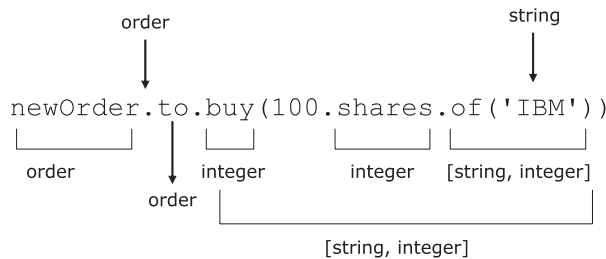 order string
newOrder.to.buy(100.shares.of('IBM'))
order integer integer [string, integer]
order
[string, integer]